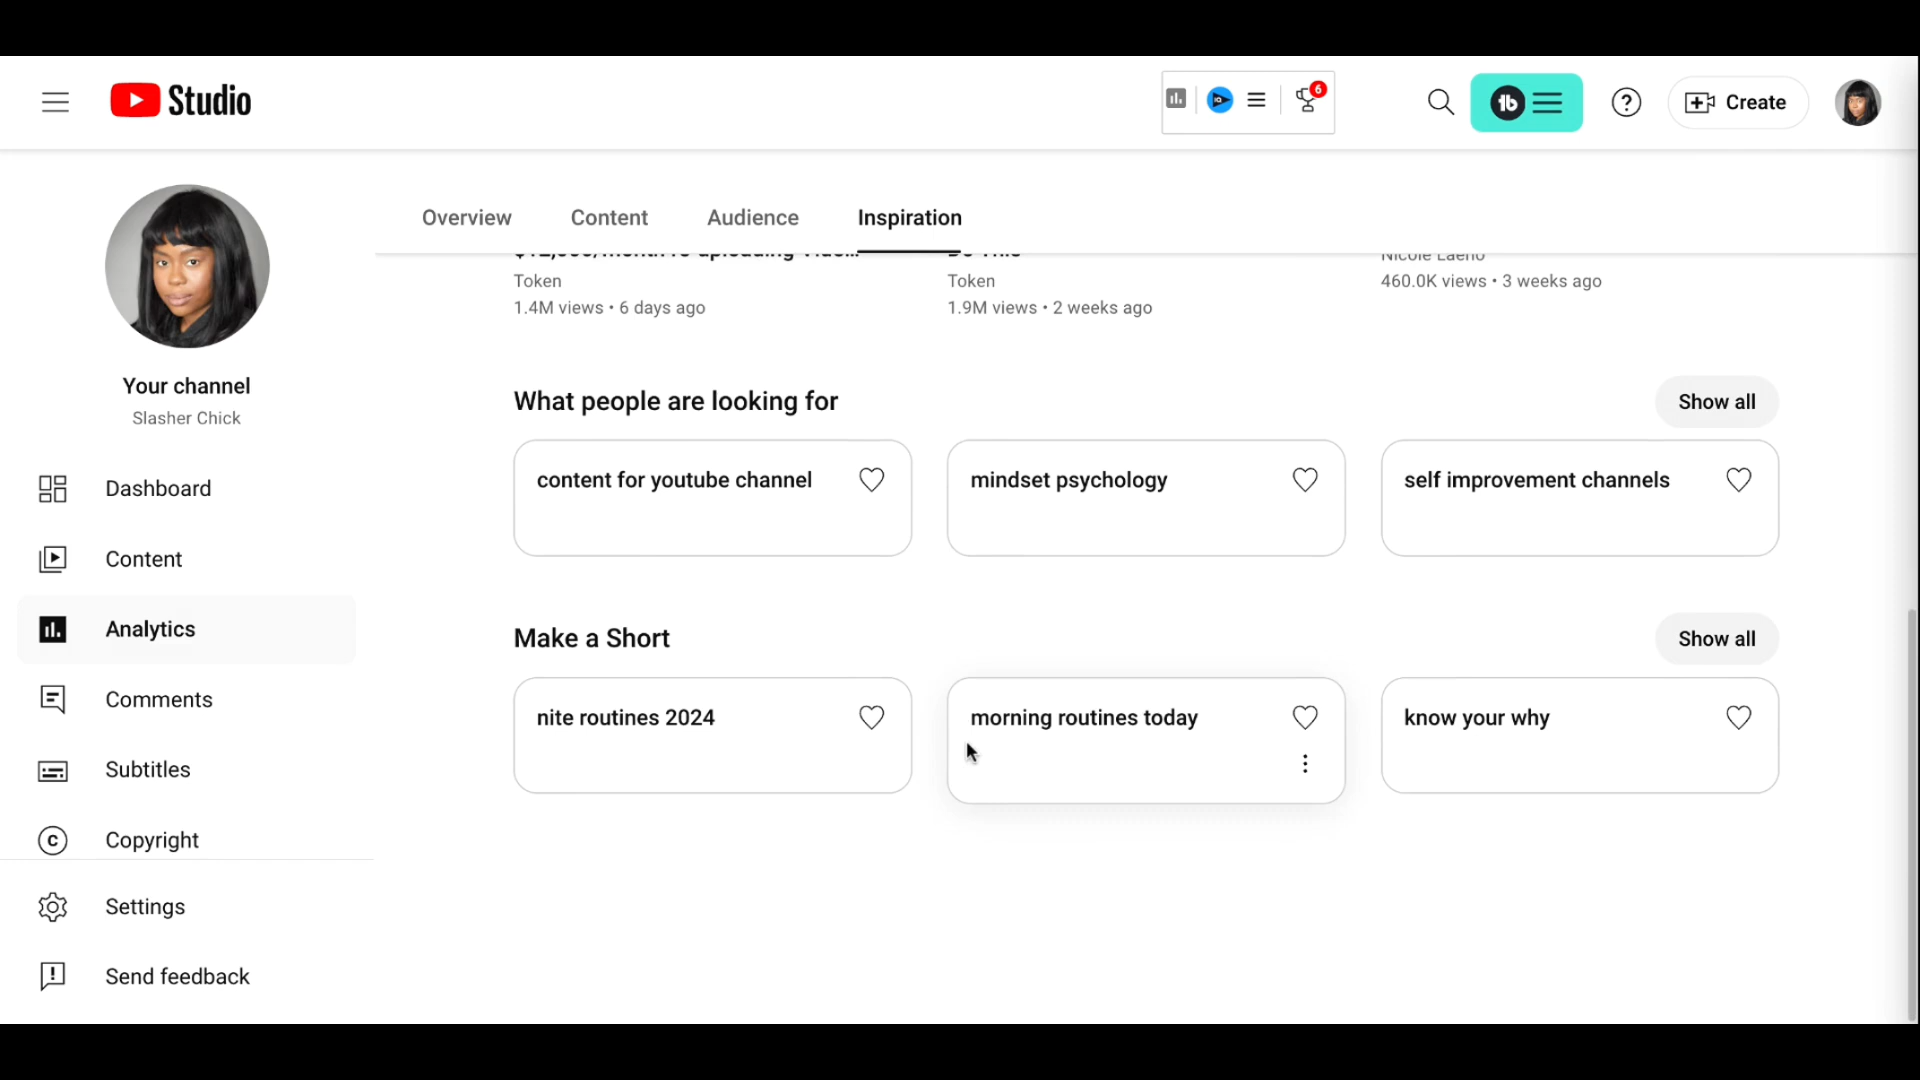 Studio
6
Create
Your channel
Slasher Chick
Dashboard
Content
Analytics
Comments
Subtitles
Copyright
Settings
Send feedback
Overview
Content
Audience
Inspiration
Token
1.4M views • 6 days ago
Token
1.9M views • 2 weeks ago
460.0K views • 3 weeks ago
What people are looking for
Show all
content for youtube channel
mindset psychology
self improvement channels
Make a Short
Show all
nite routines 2024
morning routines today
know your why